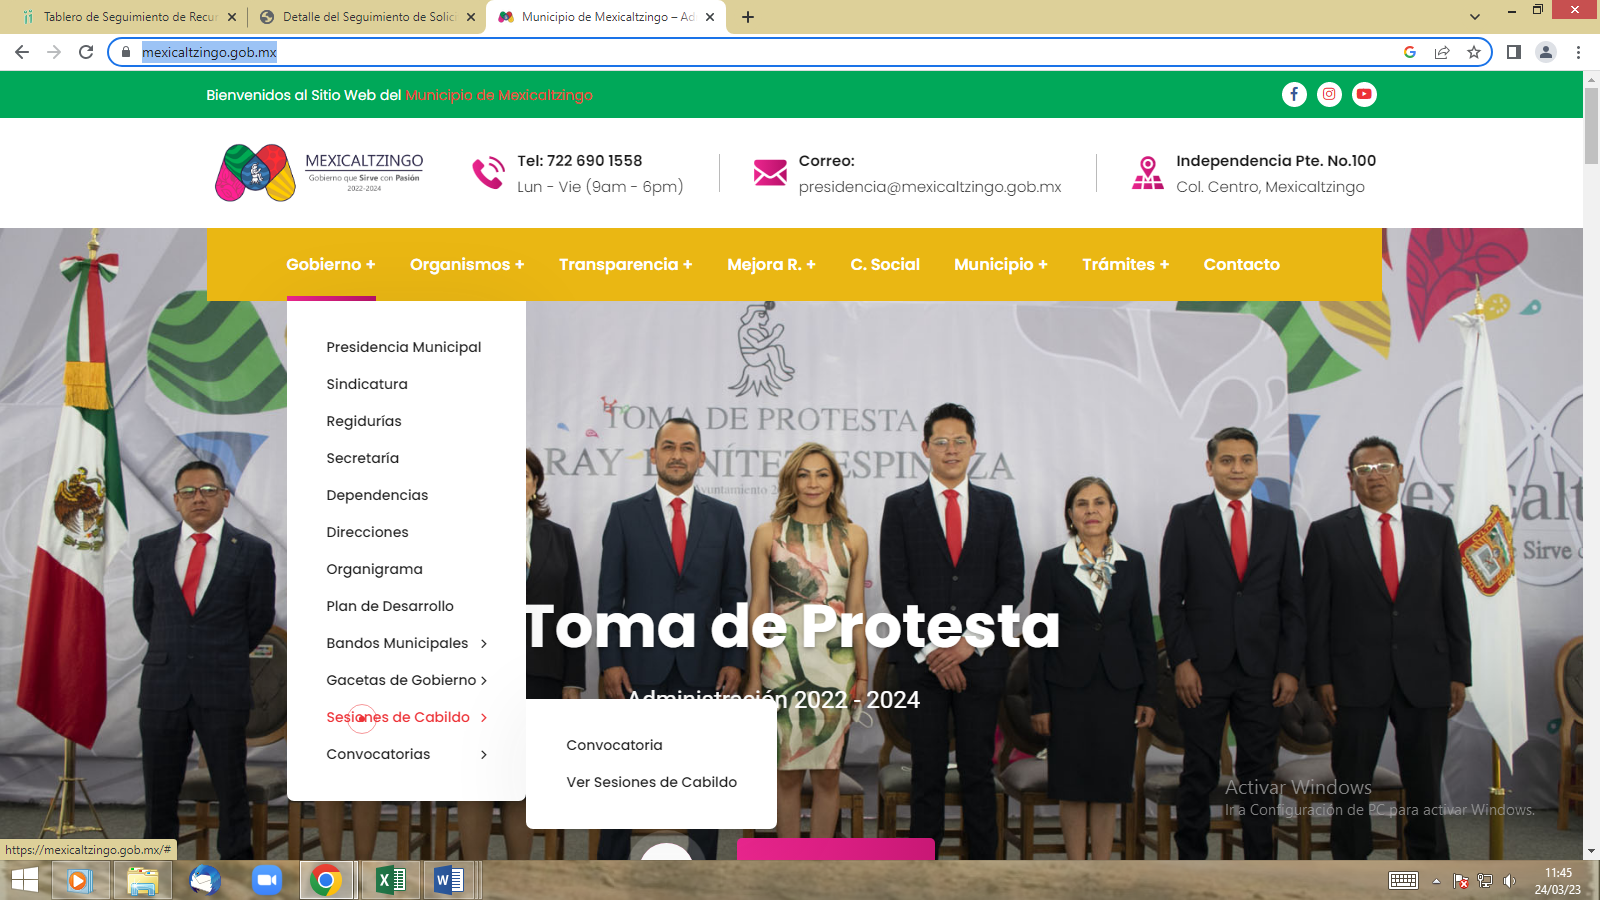 Tablero de Seguimiento de Recur
Detalle del Seguimiento de Solici
Municipio de Mexicaltzingo – Ad
mexicaltzingo.gob.mx
Bienvenidos al Sitio Web del Municipio de Mexicaltzingo
MEXICALTZINGO
Gobierno que Sirve con Pasión
2022-2024
Tel: 722 690 1558
Lun - Vie (9am - 6pm)
Correo:
presidencia@mexicaltzingo.gob.mx
Independencia Pte. No.100
Col. Centro, Mexicaltzingo
Gobierno +
Organismos +
Transparencia +
Mejora R. +
C. Social
Municipio +
Trámites +
Contacto
Presidencia Municipal
Sindicatura
Regidurías
Secretaría
Dependencias
Direcciones
Organigrama
Plan de Desarrollo
Bandos Municipales
Gacetas de Gobierno
Sesiones de Cabildo
Convocatorias
Convocatoria
Ver Sesiones de Cabildo
TOMA DE PROTESTA
Sirve
Toma de Protesta
Administración 2022 - 2024
Activar Windows
Ir a Configuración de PC para activar Windows.
https://mexicaltzingo.gob.mx/#
11:45
24/03/23